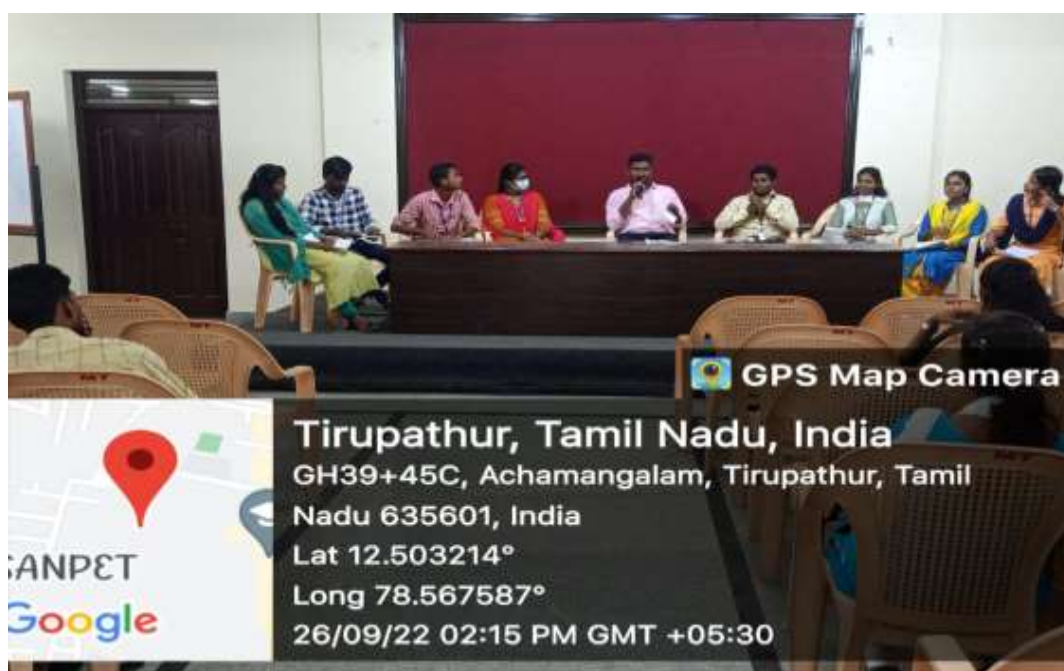 GPS Map Camera
Tirupathur, Tamil Nadu, India
GH39+45C, Achamangalam, Tirupathur, Tamil
Nadu 635601, India
Lat 12.503214°
Long 78.567587°
26/09/22 02:15 PM GMT +05:30
SANPET
Google